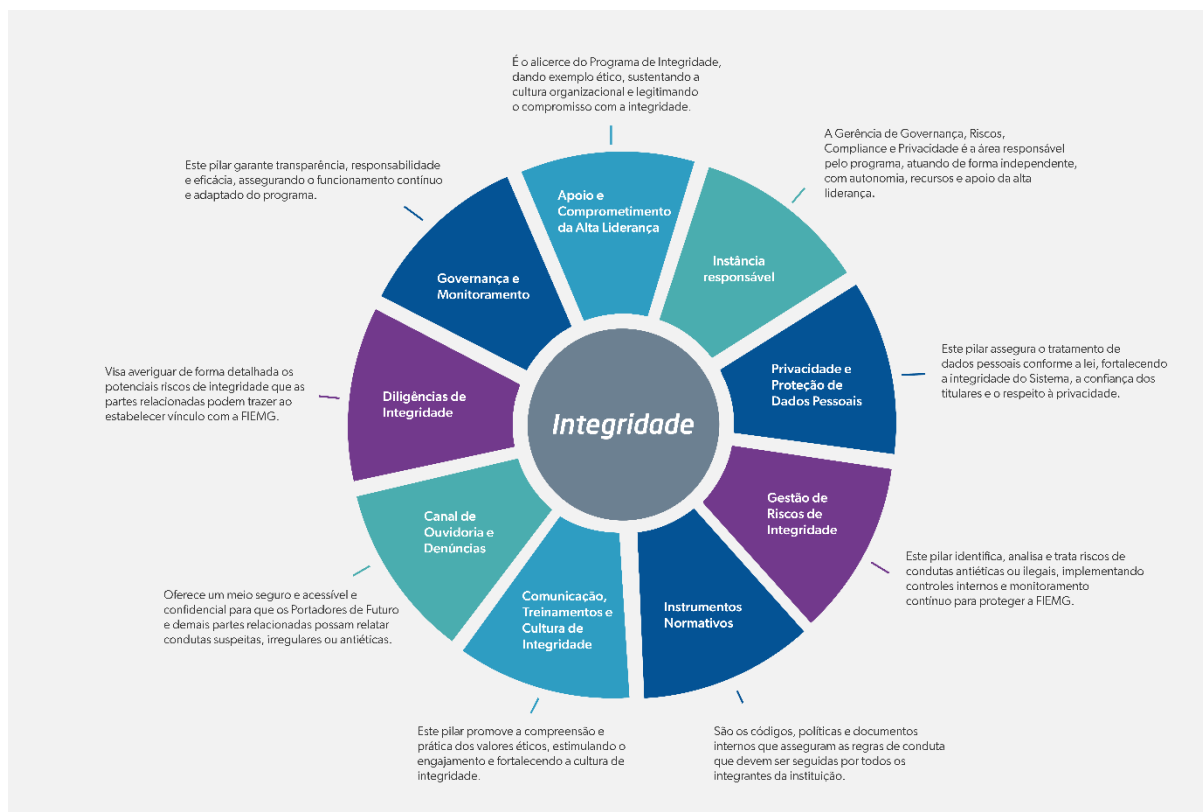 É o alicerce do Programa de Integridade,
dando exemplo ético, sustentando a
cultura organizacional e legitimando
o compromisso com a integridade.
Apoio e
Comprometimento
da Alta Liderança
A Gerência de Governança, Riscos,
Compliance e Privacidade é a área responsável
pelo programa, atuando de forma independente,
com autonomia, recursos e apoio da alta
liderança.
Instância
responsável
Este pilar assegura o tratamento de
dados pessoais conforme a lei, fortalecendo
a integridade do Sistema, a confiança dos
titulares e o respeito à privacidade.
Privacidade e
Proteção de
Dados Pessoais
Gestão de
Riscos de
Integridade
Este pilar identifica, analisa e trata riscos de
condutas antiéticas ou ilegais, implementando
controles internos e monitoramento
contínuo para proteger a FIEMG.
Instrumentos
Normativos
São os códigos, políticas e documentos
internos que asseguram as regras de conduta
que devem ser seguidas por todos os
integrantes da instituição.
Comunicação,
Treinamentos e
Cultura de
Integridade
Este pilar promove a compreensão e
prática dos valores éticos, estimulando o
engajamento e fortalecendo a cultura de
integridade.
Canal de
Ouvidoria e
Denúncias
Oferece um meio seguro e acessível e
confidencial para que os Portadores de Futuro
e demais partes relacionadas possam relatar
condutas suspeitas, irregulares ou antiéticas.
Diligências de
Integridade
Visa averiguar de forma detalhada os
potenciais riscos de integridade que as
partes relacionadas podem trazer ao
estabelecer vínculo com a FIEMG.
Governança e
Monitoramento
Este pilar garante transparência, responsabilidade
e eficácia, assegurando o funcionamento contínuo
e adaptado do programa.
Integridade